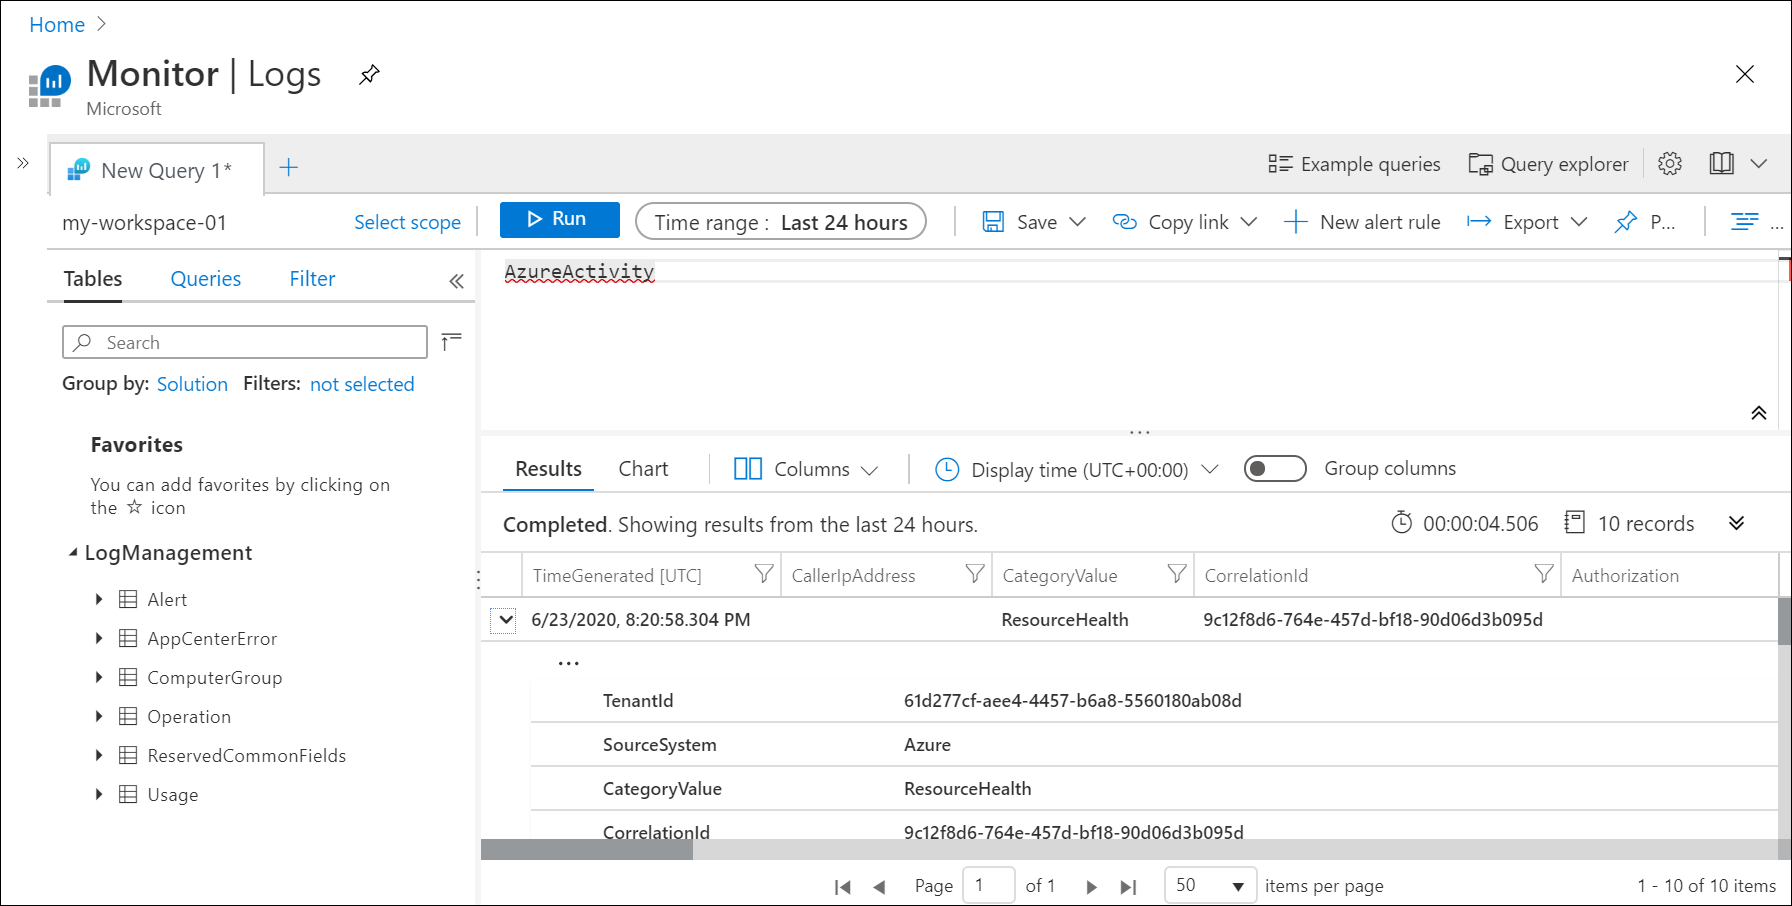 Home
Monitor | Logs
Microsoft
New Query 1*
Example queries
Query explorer
my-workspace-01
Select scope
Run
Time range : Last 24 hours
Save
Copy link
New alert rule
Export
P...
...
Tables
Queries
Filter
AzureActivity
Search
Group by: Solution Filters: not selected
Favorites
You can add favorites by clicking on
the ☆ icon
LogManagement
Alert
AppCenterError
ComputerGroup
Operation
ReservedCommonFields
Usage
Results
Chart
Columns
Display time (UTC+00:00)
Group columns
Completed. Showing results from the last 24 hours.
00:00:04.506
10 records
TimeGenerated [UTC]
CallerIpAddress
CategoryValue
CorrelationId
Authorization
6/23/2020, 8:20:58.304 PM
ResourceHealth
9c12f8d6-764e-457d-bf18-90d06d3b095d
...
TenantId 61d277cf-aee4-4457-b6a8-5560180ab08d
SourceSystem Azure
CategoryValue ResourceHealth
CorrelationId 9c12f8d6-764e-457d-bf18-90d06d3b095d
Page 1 of 1
50 items per page
1 - 10 of 10 items